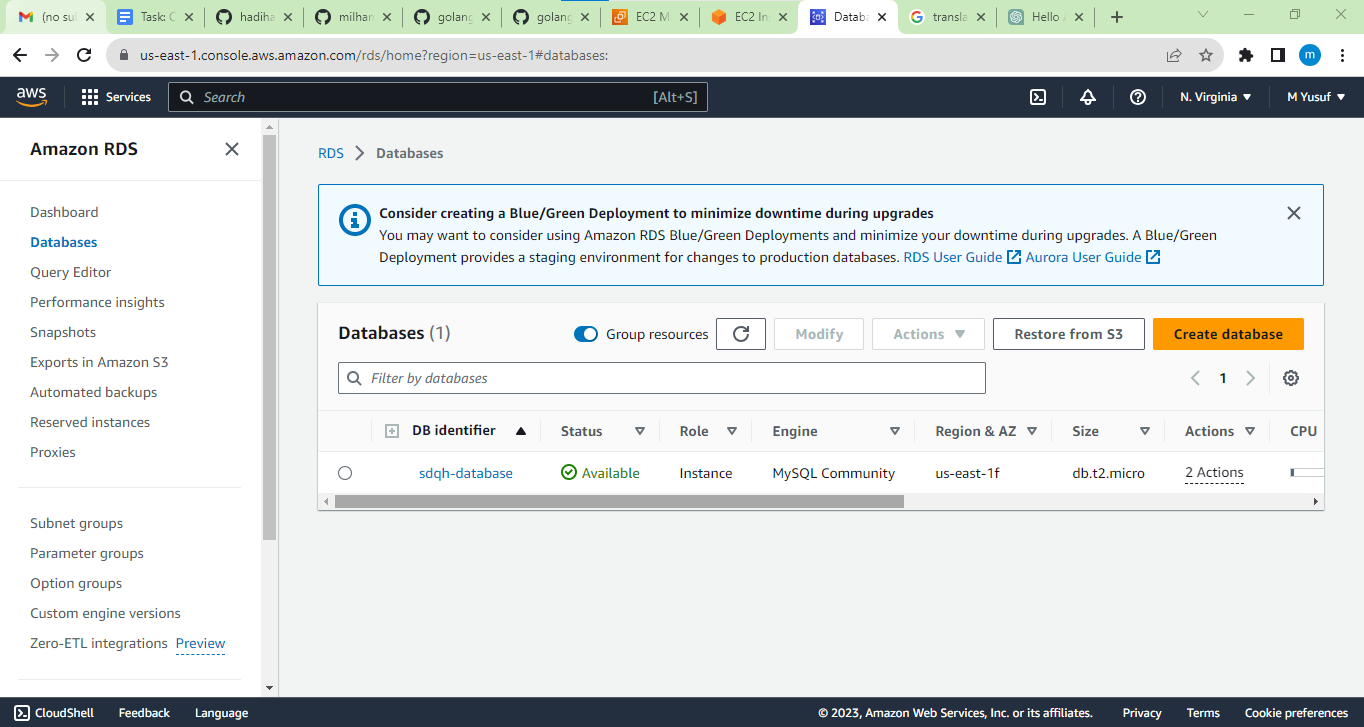 (no sul
Task: C
hadiha
milham
golang
golang
EC2 M
EC2 In
Databa
transla
Hello
us-east-1.console.aws.amazon.com/rds/home?region=us-east-1#databases:
m
aws
Services
Search
[Alt+S]
N. Virginia
M Yusuf
Amazon RDS
Dashboard
Databases
Query Editor
Performance insights
Snapshots
Exports in Amazon S3
Automated backups
Reserved instances
Proxies
Subnet groups
Parameter groups
Option groups
Custom engine versions
Zero-ETL integrations Preview
RDS > Databases
Consider creating a Blue/Green Deployment to minimize downtime during upgrades
You may want to consider using Amazon RDS Blue/Green Deployments and minimize your downtime during upgrades. A Blue/Green
Deployment provides a staging environment for changes to production databases. RDS User Guide Aurora User Guide
Databases (1)
Group resources
Modify
Actions
Restore from S3
Create database
Filter by databases
1
DB identifier Status Role Engine Region & AZ Size Actions CPU
sdqh-database Available Instance MySQL Community us-east-1f db.t2.micro 2 Actions
CloudShell Feedback Language
© 2023, Amazon Web Services, Inc. or its affiliates. Privacy Terms Cookie preferences